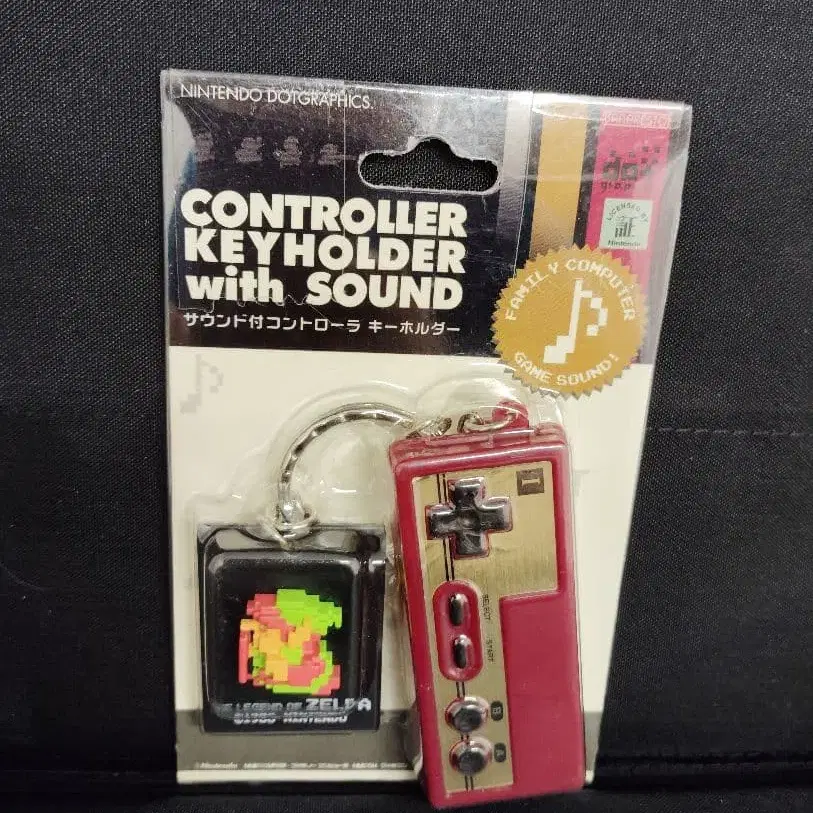 NINTENDO DOTGRAPHICS.
CONTROLLER
KEYHOLDER
with SOUND
サウンド付コントローラ キーホルダー
LICENSED BY
Nintendo
FAMILY COMPUTER
GAME SOUND!
I
SELECT
START
B
A
LEGEND OF ZELDA
©1986 NINTENDO
©Nintendo